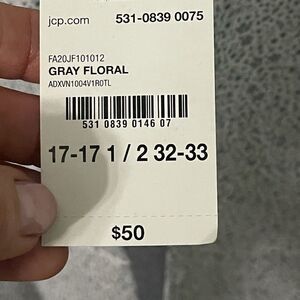 jcp.com 531-0839 0075
FA20JF101012
GRAY FLORAL
ADXVN1004V1R0TL
531 0839 0146 07
17-17 1 / 2 32-33
$50